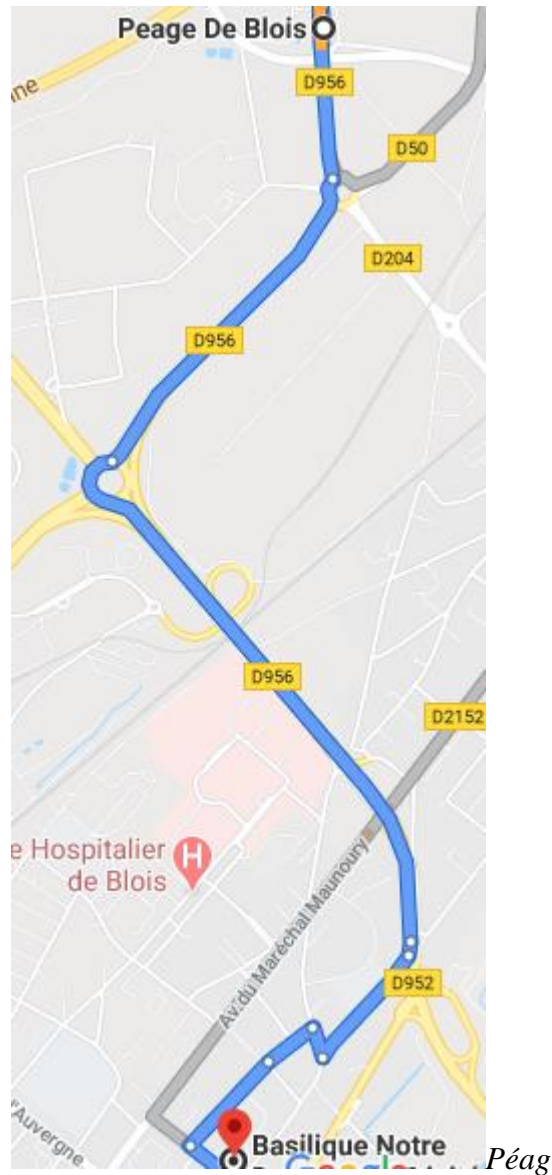 Peage De Blois
D956
D50
D204
D956
D956
D2152
e Hospitalier
de Blois
Av. du Maréchal Maunoury
D952
Basilique Notre
Péag